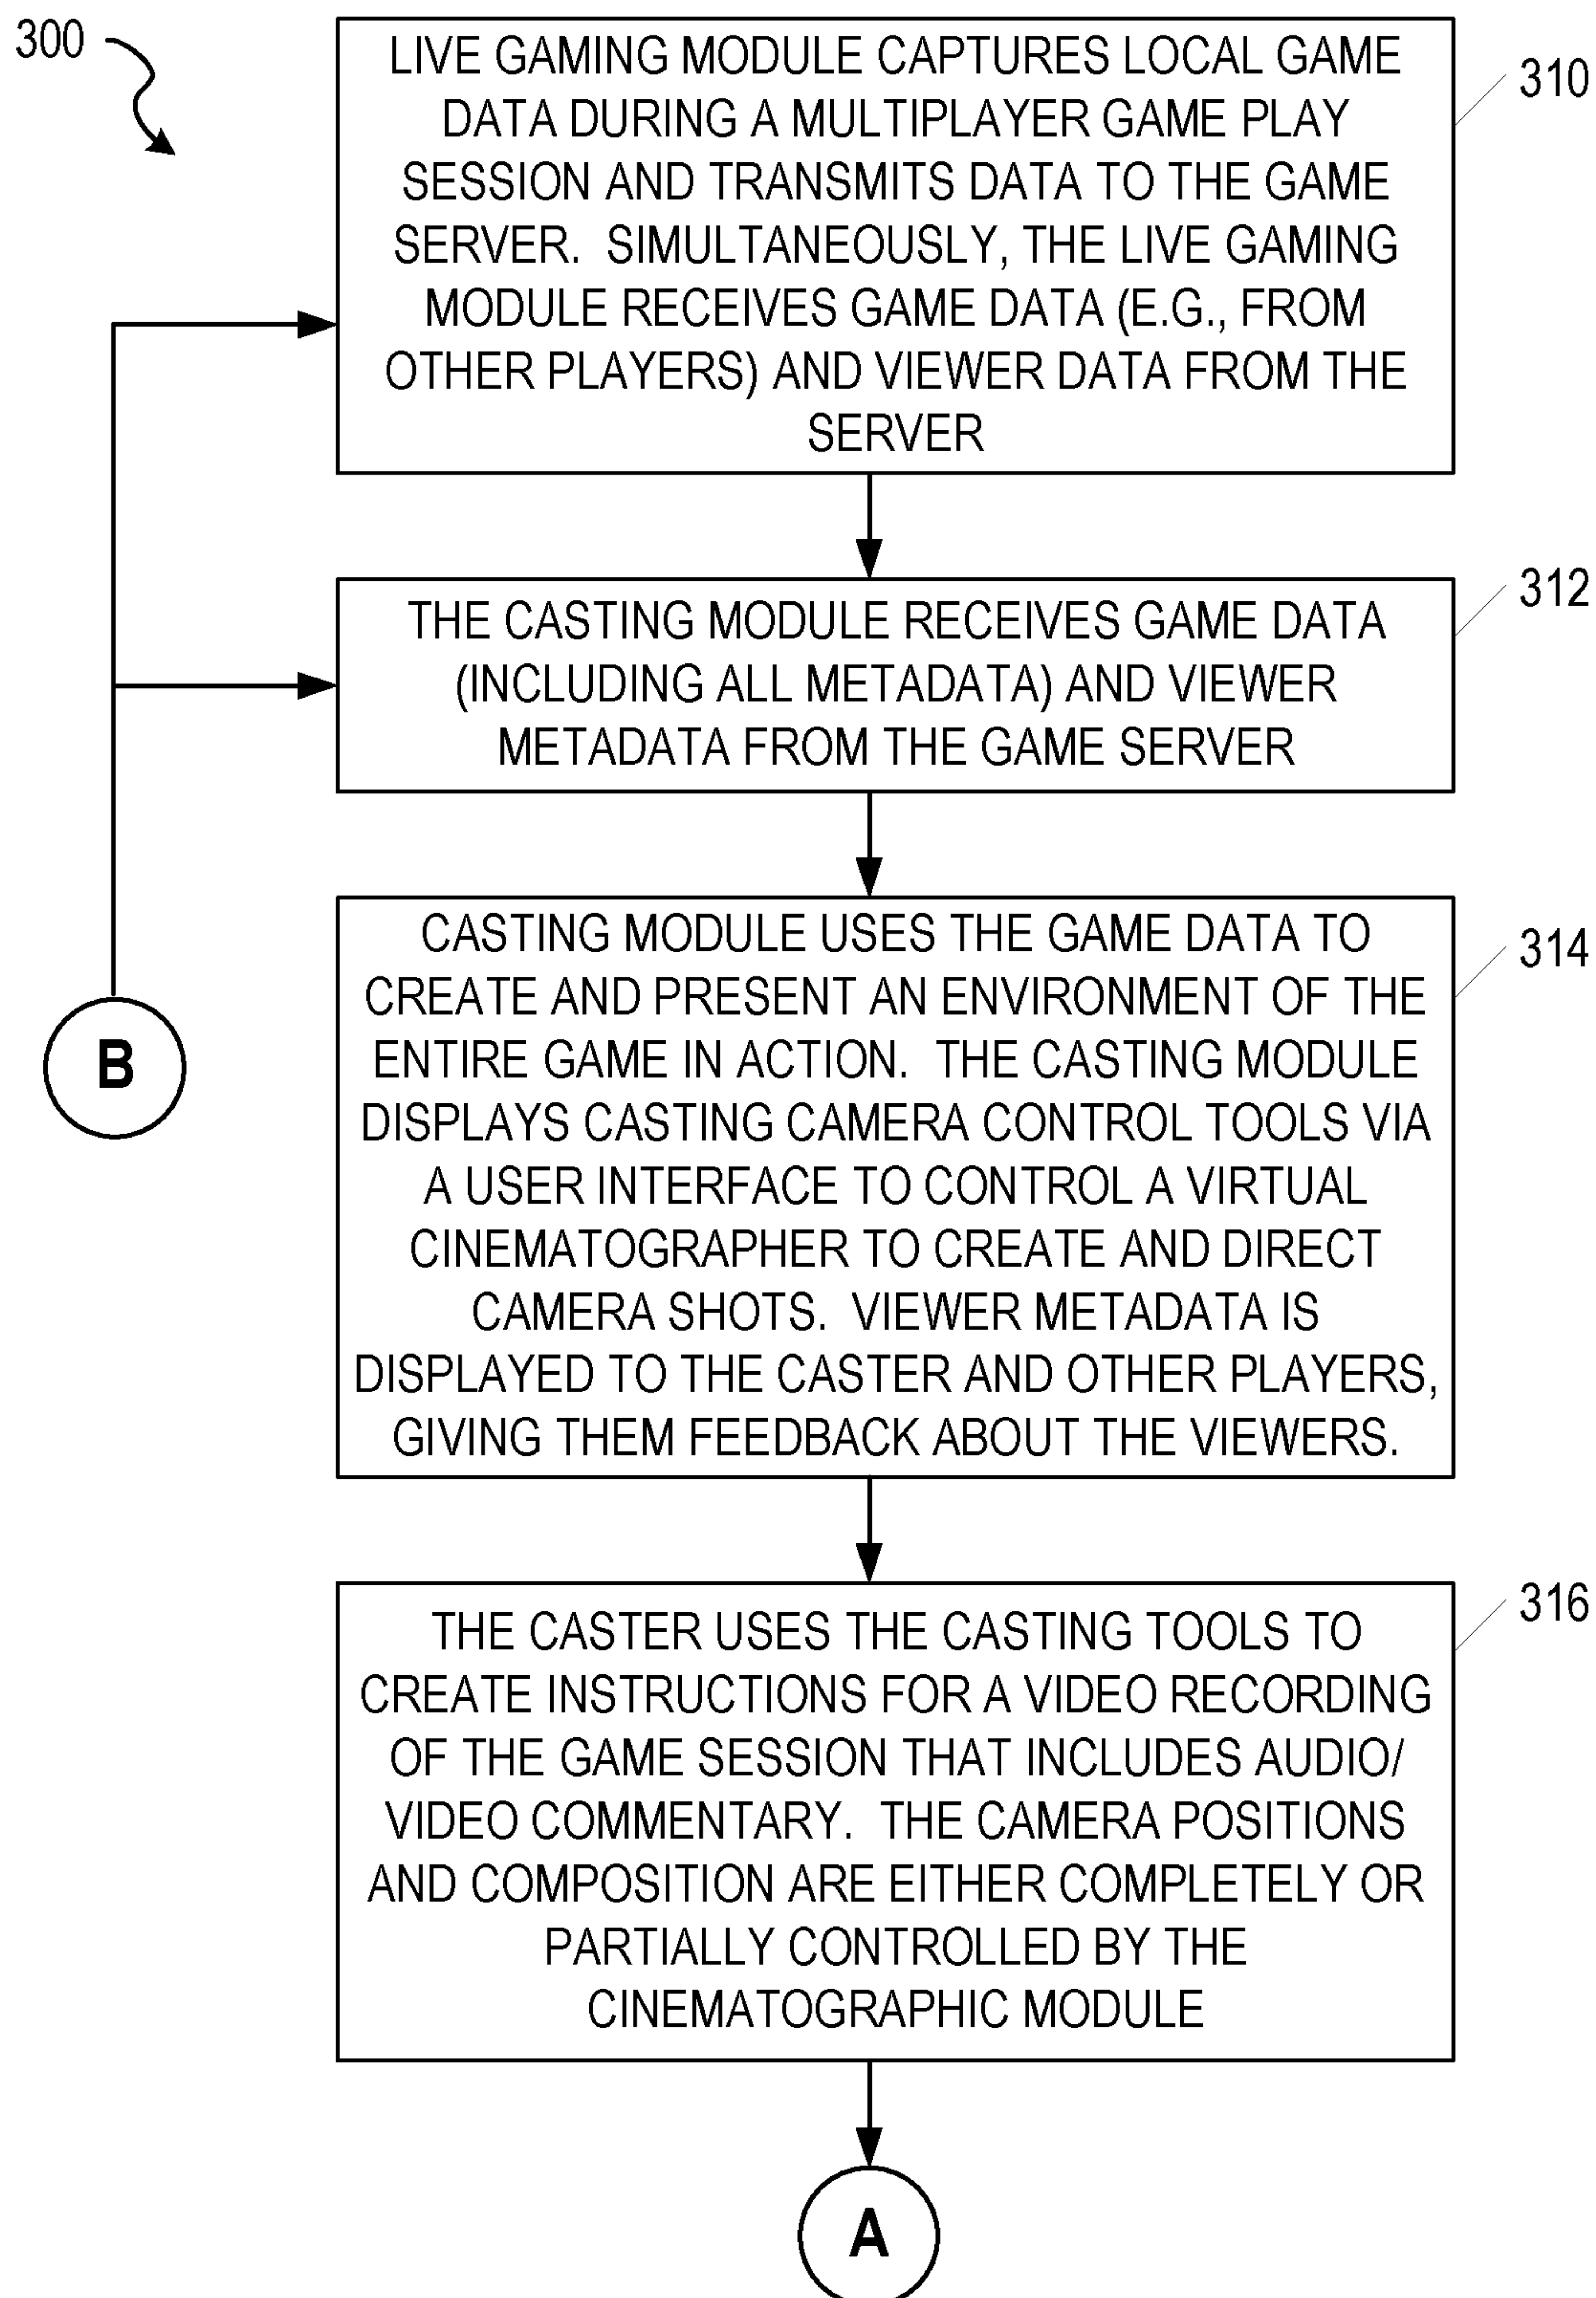 300
LIVE GAMING MODULE CAPTURES LOCAL GAME
DATA DURING A MULTIPLAYER GAME PLAY
SESSION AND TRANSMITS DATA TO THE GAME
SERVER.  SIMULTANEOUSLY, THE LIVE GAMING
MODULE RECEIVES GAME DATA (E.G., FROM
OTHER PLAYERS) AND VIEWER DATA FROM THE
SERVER
310
THE CASTING MODULE RECEIVES GAME DATA
(INCLUDING ALL METADATA) AND VIEWER
METADATA FROM THE GAME SERVER
312
CASTING MODULE USES THE GAME DATA TO
CREATE AND PRESENT AN ENVIRONMENT OF THE
ENTIRE GAME IN ACTION.  THE CASTING MODULE
DISPLAYS CASTING CAMERA CONTROL TOOLS VIA
A USER INTERFACE TO CONTROL A VIRTUAL
CINEMATOGRAPHER TO CREATE AND DIRECT
CAMERA SHOTS.  VIEWER METADATA IS
DISPLAYED TO THE CASTER AND OTHER PLAYERS,
GIVING THEM FEEDBACK ABOUT THE VIEWERS.
314
B
THE CASTER USES THE CASTING TOOLS TO
CREATE INSTRUCTIONS FOR A VIDEO RECORDING
OF THE GAME SESSION THAT INCLUDES AUDIO/
VIDEO COMMENTARY.  THE CAMERA POSITIONS
AND COMPOSITION ARE EITHER COMPLETELY OR
PARTIALLY CONTROLLED BY THE
CINEMATOGRAPHIC MODULE
316
A